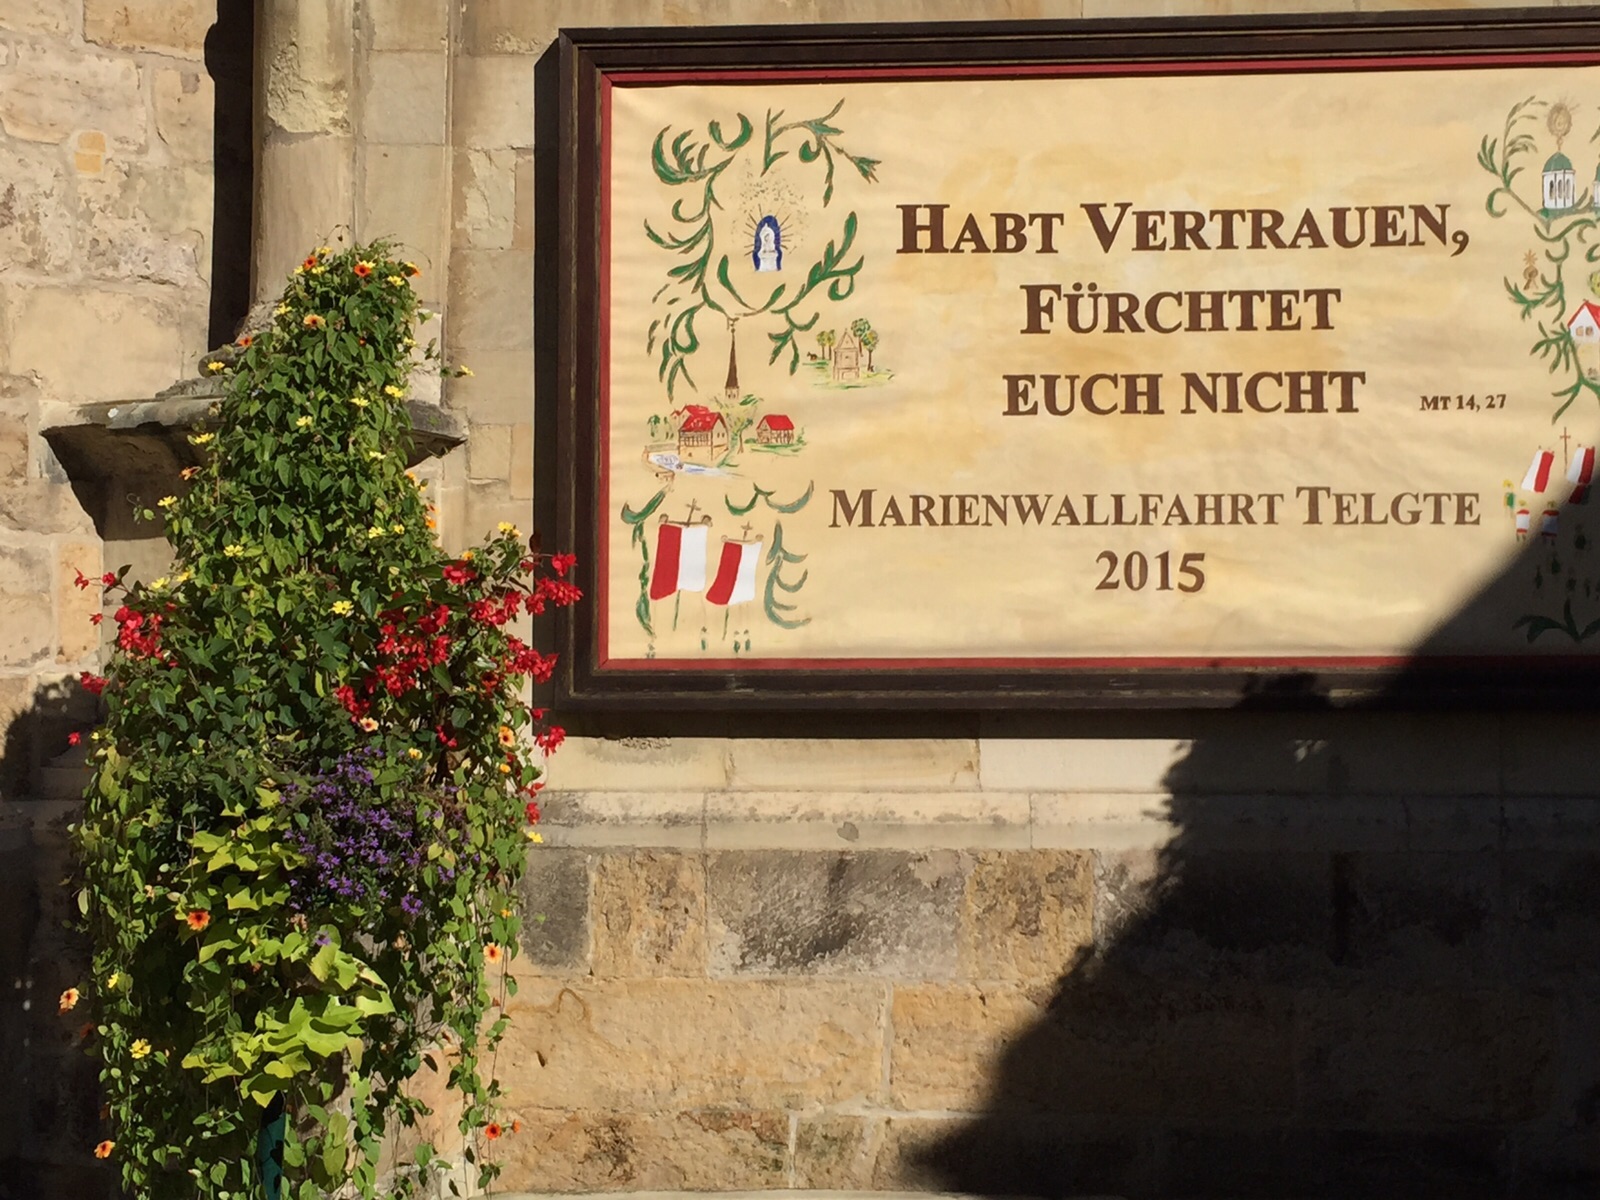 HABT VERTRAUEN,
FÜRCHTET
EUCH NICHT MT 14, 27
MARIENWALLFAHRT TELGTE
2015